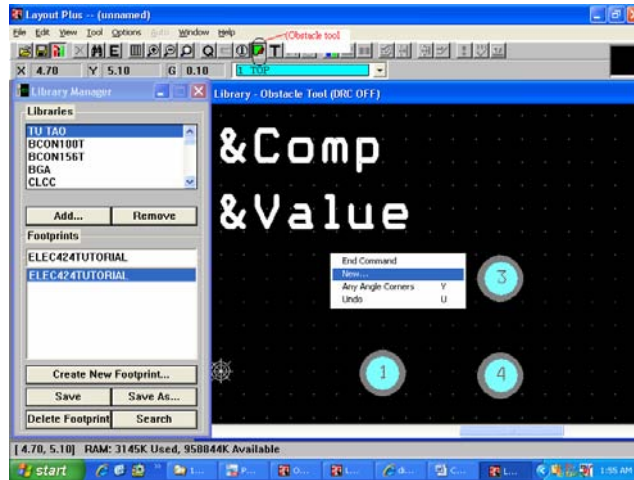 Layout Plus -- (unnamed)
File Edit View Tool Options Auto Window Help
(Obstacle tool
X 4.70 Y 5.10 G 0.10 1 TOP
Library Manager
Library - Obstacle Tool (DRC OFF)
Libraries
TU TAO
BCON100T
BCON156T
BGA
CLCC
Add... Remove
Footprints
ELEC424TUTORIAL
ELEC424TUTORIAL
Create New Footprint...
Save Save As...
Delete Footprint Search
&Comp
&Value
End Command
New...
Any Angle Corners Y
Undo U
3
1
4
[4.70, 5.10] RAM: 3145K Used, 958844K Available
start
1:55 AM